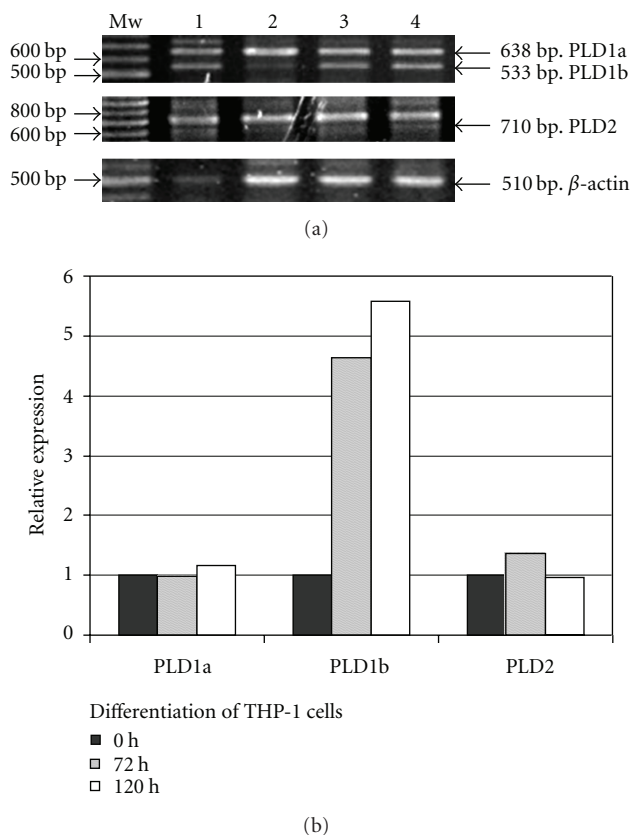 Mw 1 2 3 4
600 bp
500 bp
638 bp. PLD1a
533 bp. PLD1b
800 bp
600 bp
710 bp. PLD2
500 bp
510 bp. β-actin
(a)
Relative expression
6
5
4
3
2
1
0
PLD1a PLD1b PLD2
Differentiation of THP-1 cells
0 h
72 h
120 h
(b)